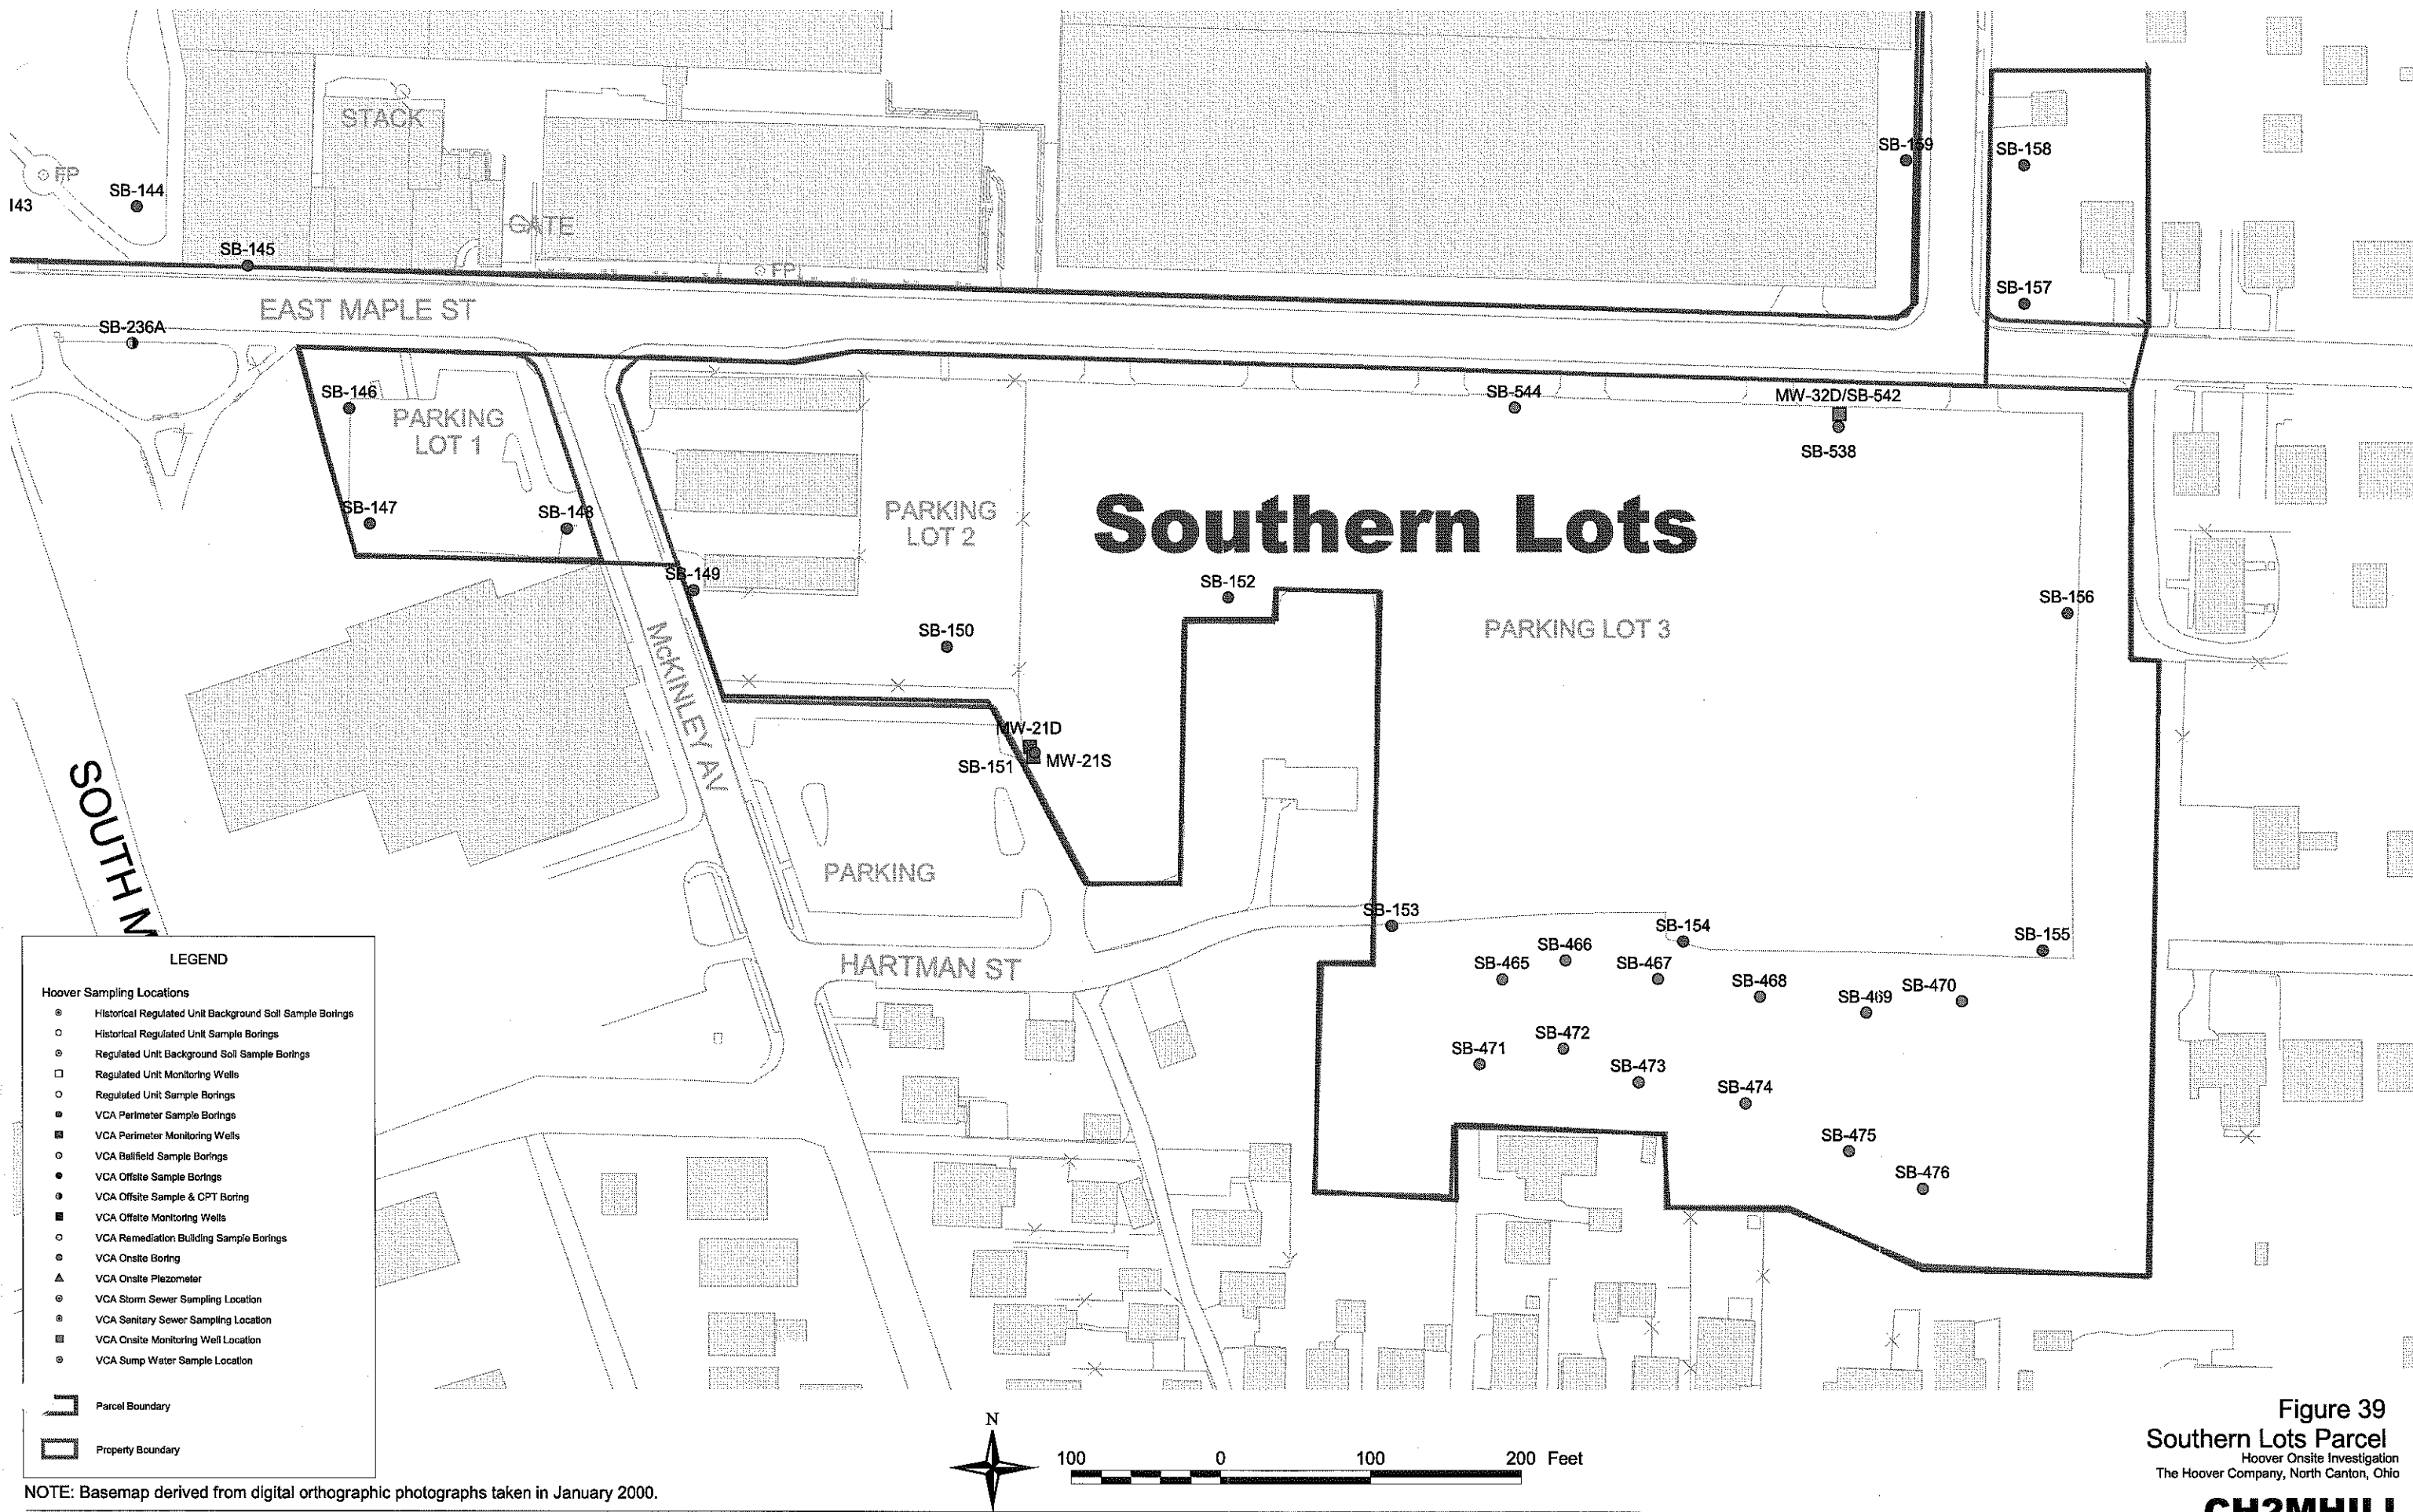 STACK
FP
SB-144
I43
SB-145
GATE
FP
SB-159
SB-158
SB-157
EAST MAPLE ST
SB-236A
SB-146
PARKING
LOT 1
SB-147
SB-148
SB-544
MW-32D/SB-542
SB-538
PARKING
LOT 2
Southern Lots
SB-149
SB-150
SB-152
PARKING LOT 3
SB-156
McKINLEY AV
MW-21D
SB-151
MW-21S
SOUTH M
PARKING
SB-153
SB-154
SB-155
HARTMAN ST
SB-465
SB-466
SB-467
SB-468
SB-469
SB-470
SB-471
SB-472
SB-473
SB-474
SB-475
SB-476
LEGEND
Hoover Sampling Locations
Historical Regulated Unit Background Soil Sample Borings
Historical Regulated Unit Sample Borings
Regulated Unit Background Soil Sample Borings
Regulated Unit Monitoring Wells
Regulated Unit Sample Borings
VCA Perimeter Sample Borings
VCA Perimeter Monitoring Wells
VCA Ballfield Sample Borings
VCA Offsite Sample Borings
VCA Offsite Sample & CPT Boring
VCA Offsite Monitoring Wells
VCA Remediation Building Sample Borings
VCA Onsite Boring
VCA Onsite Piezometer
VCA Storm Sewer Sampling Location
VCA Sanitary Sewer Sampling Location
VCA Onsite Monitoring Well Location
VCA Sump Water Sample Location
Parcel Boundary
Property Boundary
NOTE: Basemap derived from digital orthographic photographs taken in January 2000.
N
100 0 100 200 Feet
Figure 39
Southern Lots Parcel
Hoover Onsite Investigation
The Hoover Company, North Canton, Ohio
CH2MHILL